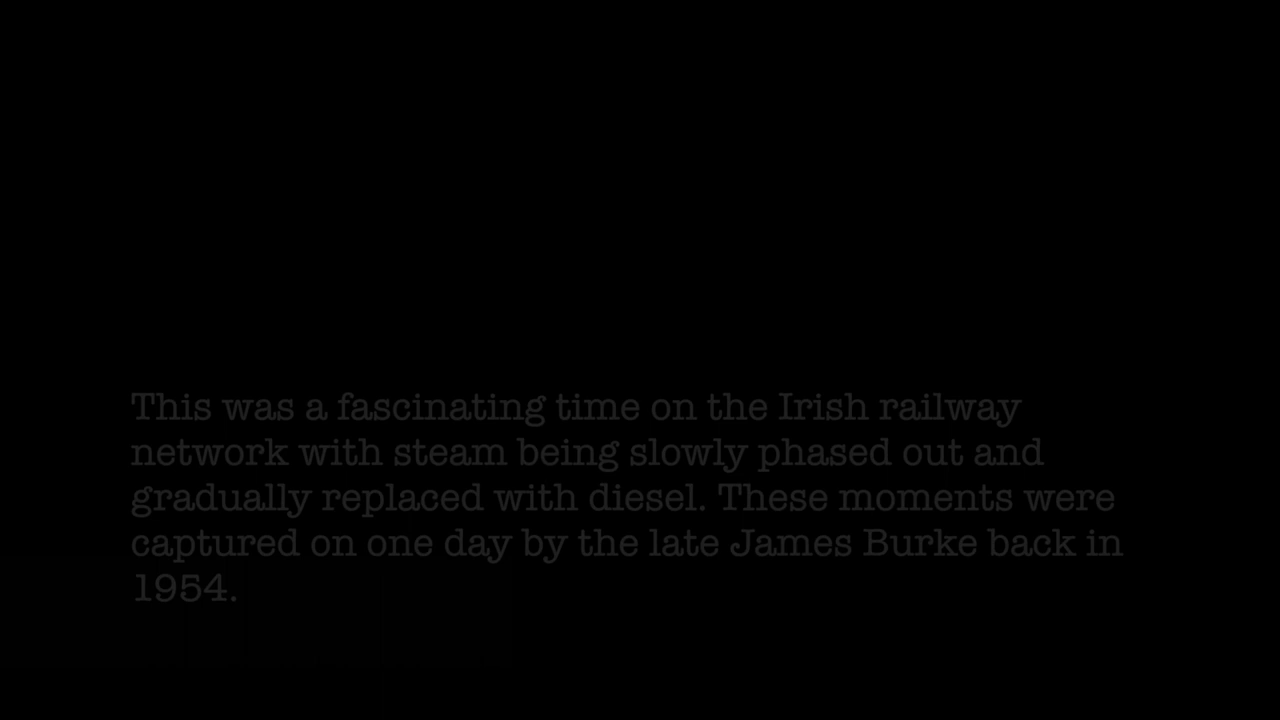 This was a fascinating time on the Irish railway
network with steam being slowly phased out and
gradually replaced with diesel. These moments were
captured on one day by the late James Burke back in
1954.